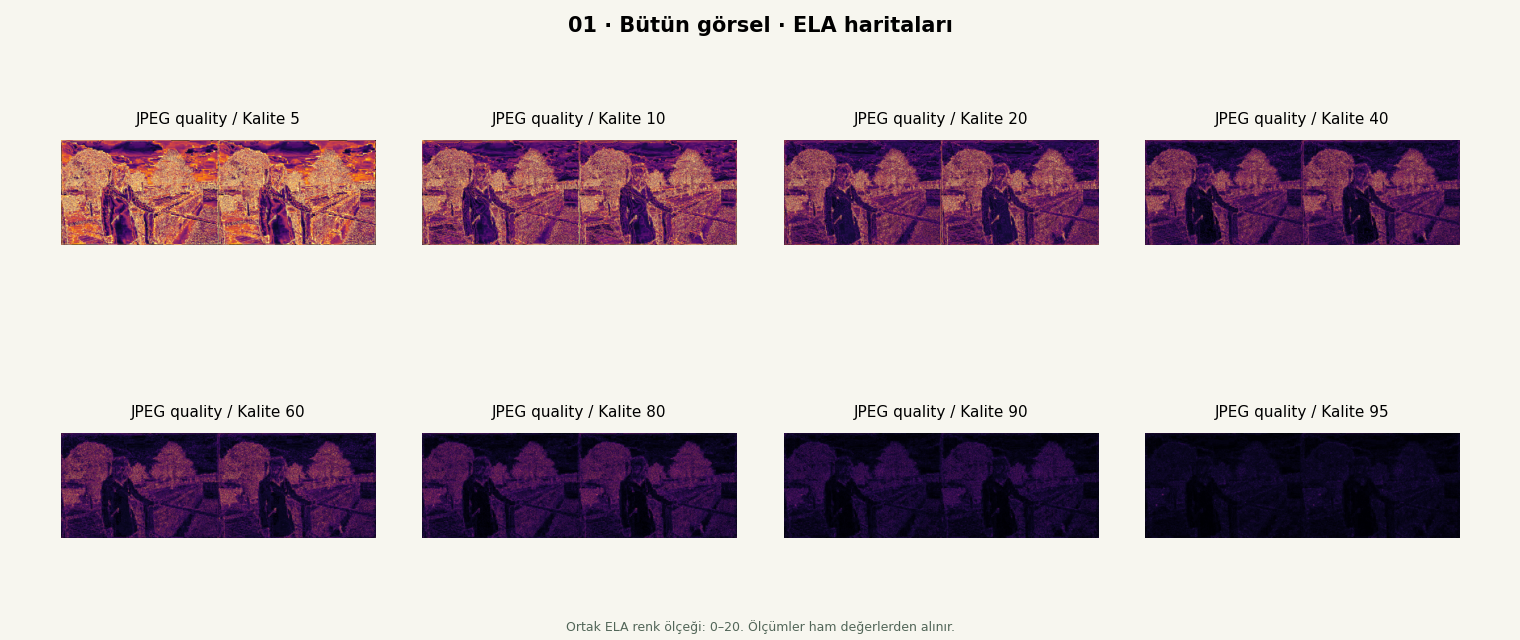 01 · Bütün görsel · ELA haritaları
JPEG quality / Kalite 5
JPEG quality / Kalite 10
JPEG quality / Kalite 20
JPEG quality / Kalite 40
JPEG quality / Kalite 60
JPEG quality / Kalite 80
JPEG quality / Kalite 90
JPEG quality / Kalite 95
Ortak ELA renk ölçeği: 0–20. Ölçümler ham değerlerden alınır.